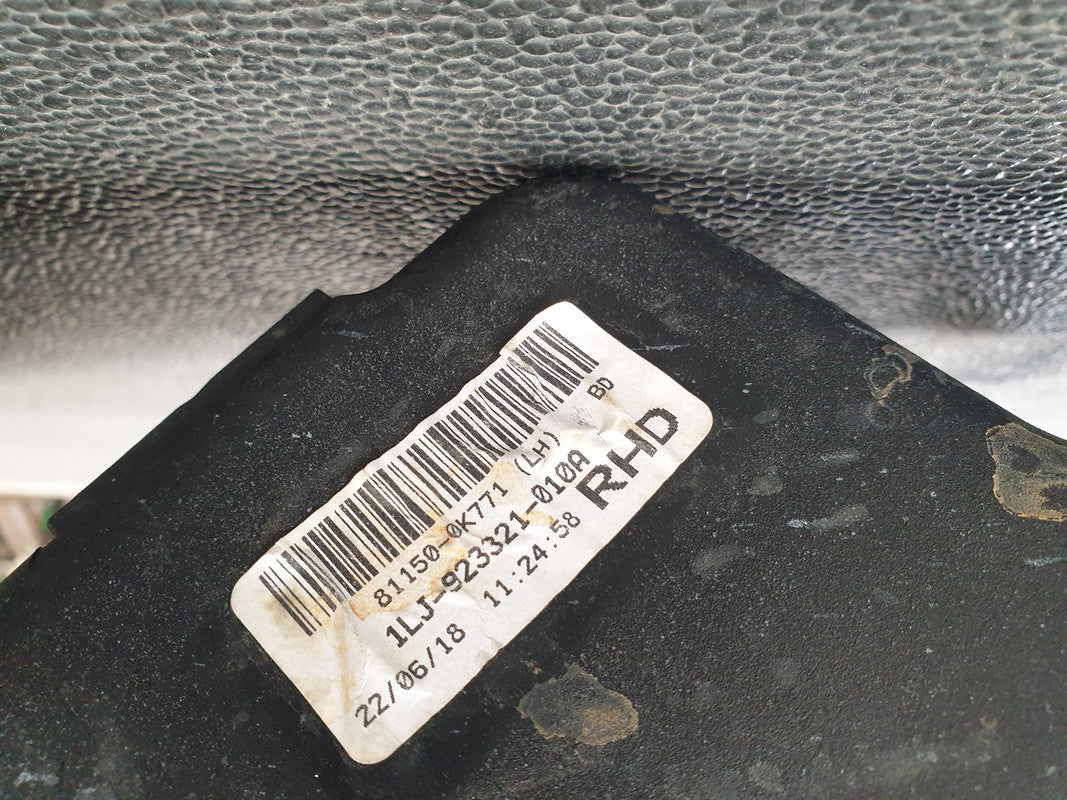 81150-0K771 (LH) BD
1LJ-923321-010A
22/06/18 11:24:58
RHD